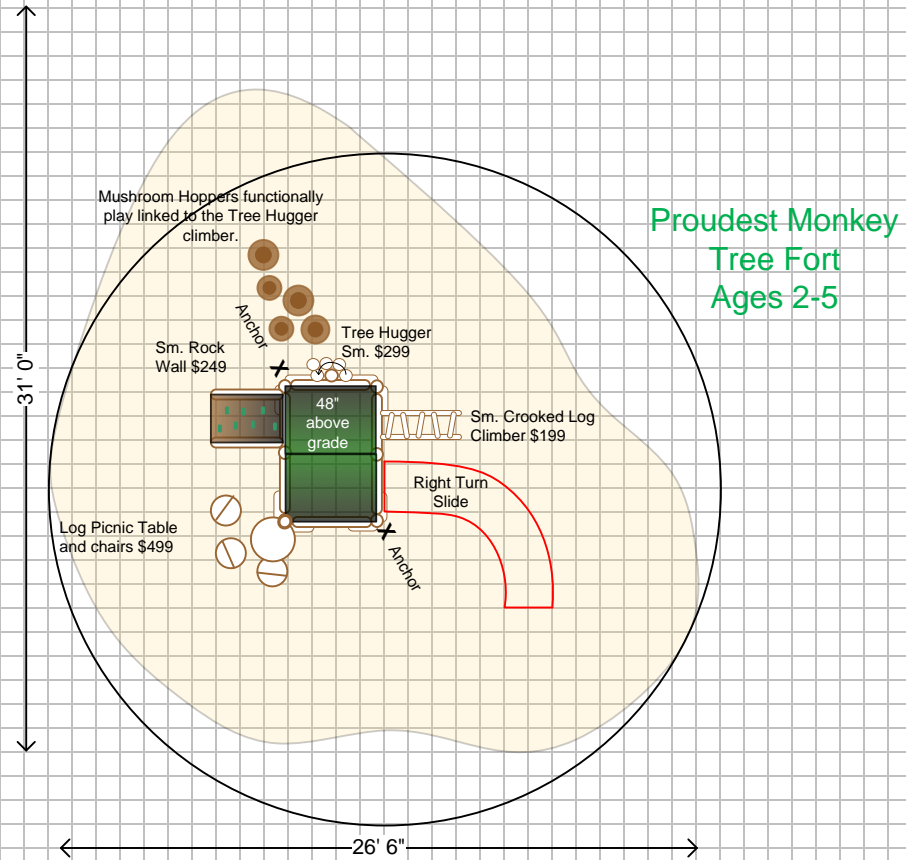 Mushroom Hoppers functionally
play linked to the Tree Hugger
climber.
Proudest Monkey
Tree Fort
Ages 2-5
Anchor
Tree Hugger
Sm. $299
Sm. Rock
Wall $249
31' 0"
48"
above
grade
Sm. Crooked Log
Climber $199
Right Turn
Slide
Log Picnic Table
and chairs $499
Anchor
26' 6"